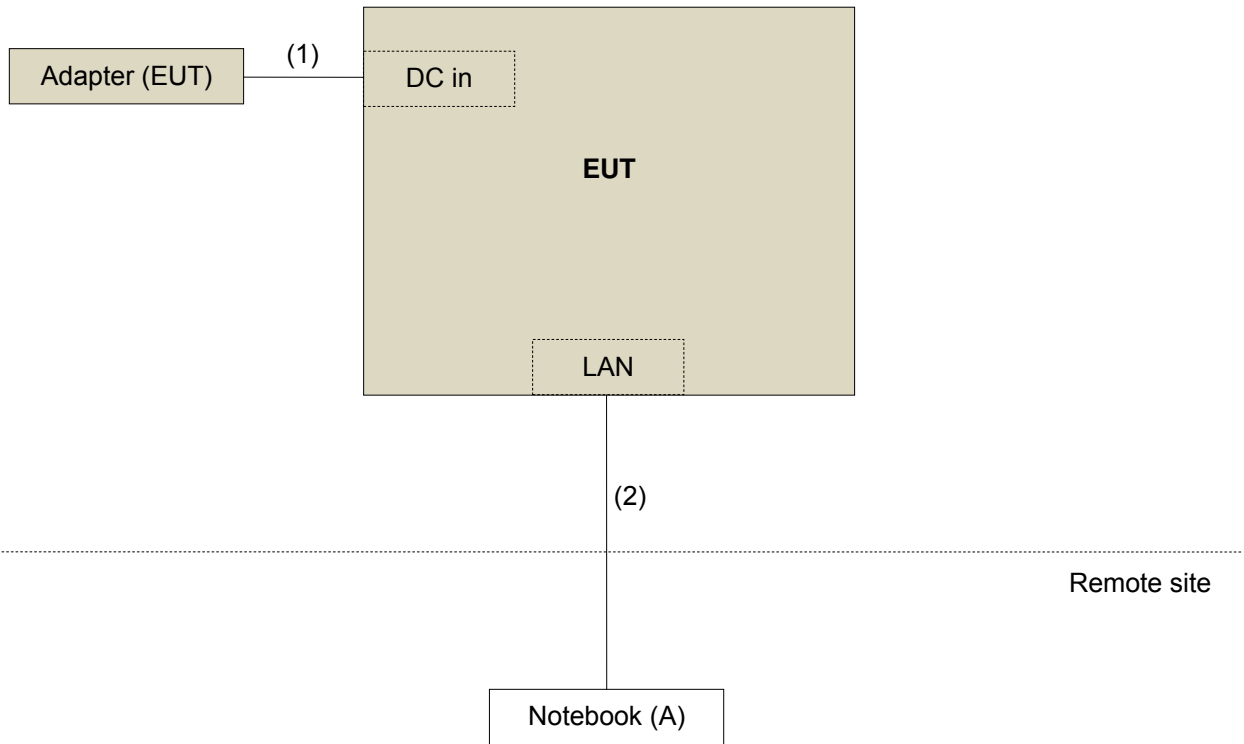 (1)
Adapter (EUT)
DC in
EUT
LAN
(2)
Remote site
Notebook (A)